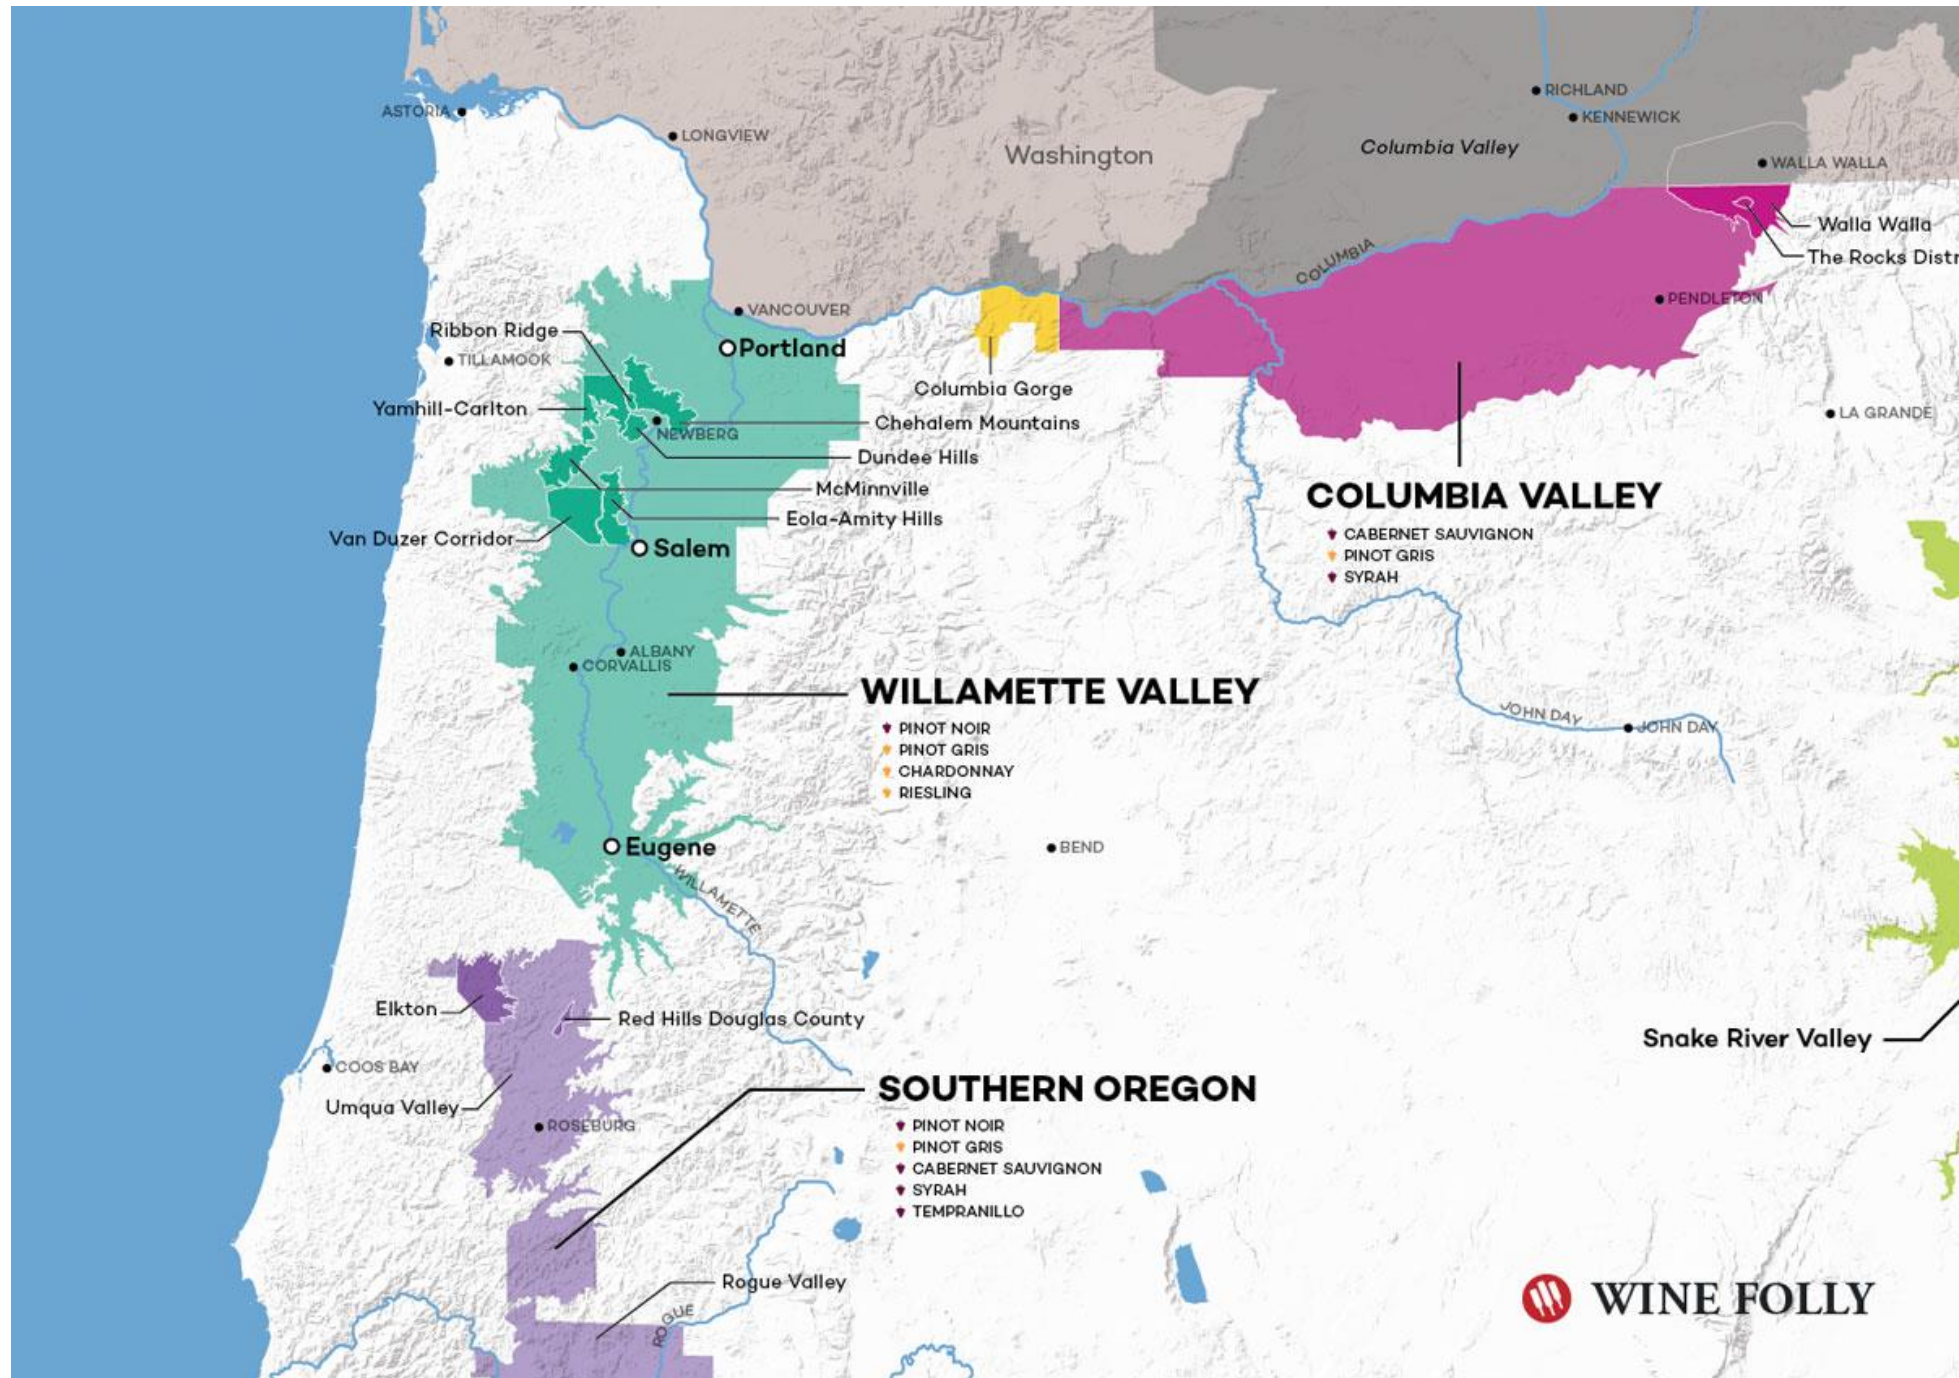 ASTORIA
LONGVIEW
Washington
Columbia Valley
RICHLAND
KENNEWICK
WALLA WALLA
Walla Walla
The Rocks Distr
COLUMBIA
PENDLETON
VANCOUVER
Portland
Ribbon Ridge
TILLAMOOK
Yamhill-Carlton
NEWBERG
Columbia Gorge
Chehalem Mountains
Dundee Hills
McMinnville
Eola-Amity Hills
Van Duzer Corridor
Salem
LA GRANDE
COLUMBIA VALLEY
CABERNET SAUVIGNON
PINOT GRIS
SYRAH
ALBANY
CORVALLIS
WILLAMETTE VALLEY
PINOT NOIR
PINOT GRIS
CHARDONNAY
RIESLING
JOHN DAY
JOHN DAY
Eugene
BEND
WILLAMETTE
Elkton
Red Hills Douglas County
Snake River Valley
COOS BAY
Umqua Valley
ROSEBURG
SOUTHERN OREGON
PINOT NOIR
PINOT GRIS
CABERNET SAUVIGNON
SYRAH
TEMPRANILLO
Rogue Valley
ROGUE
WINE FOLLY